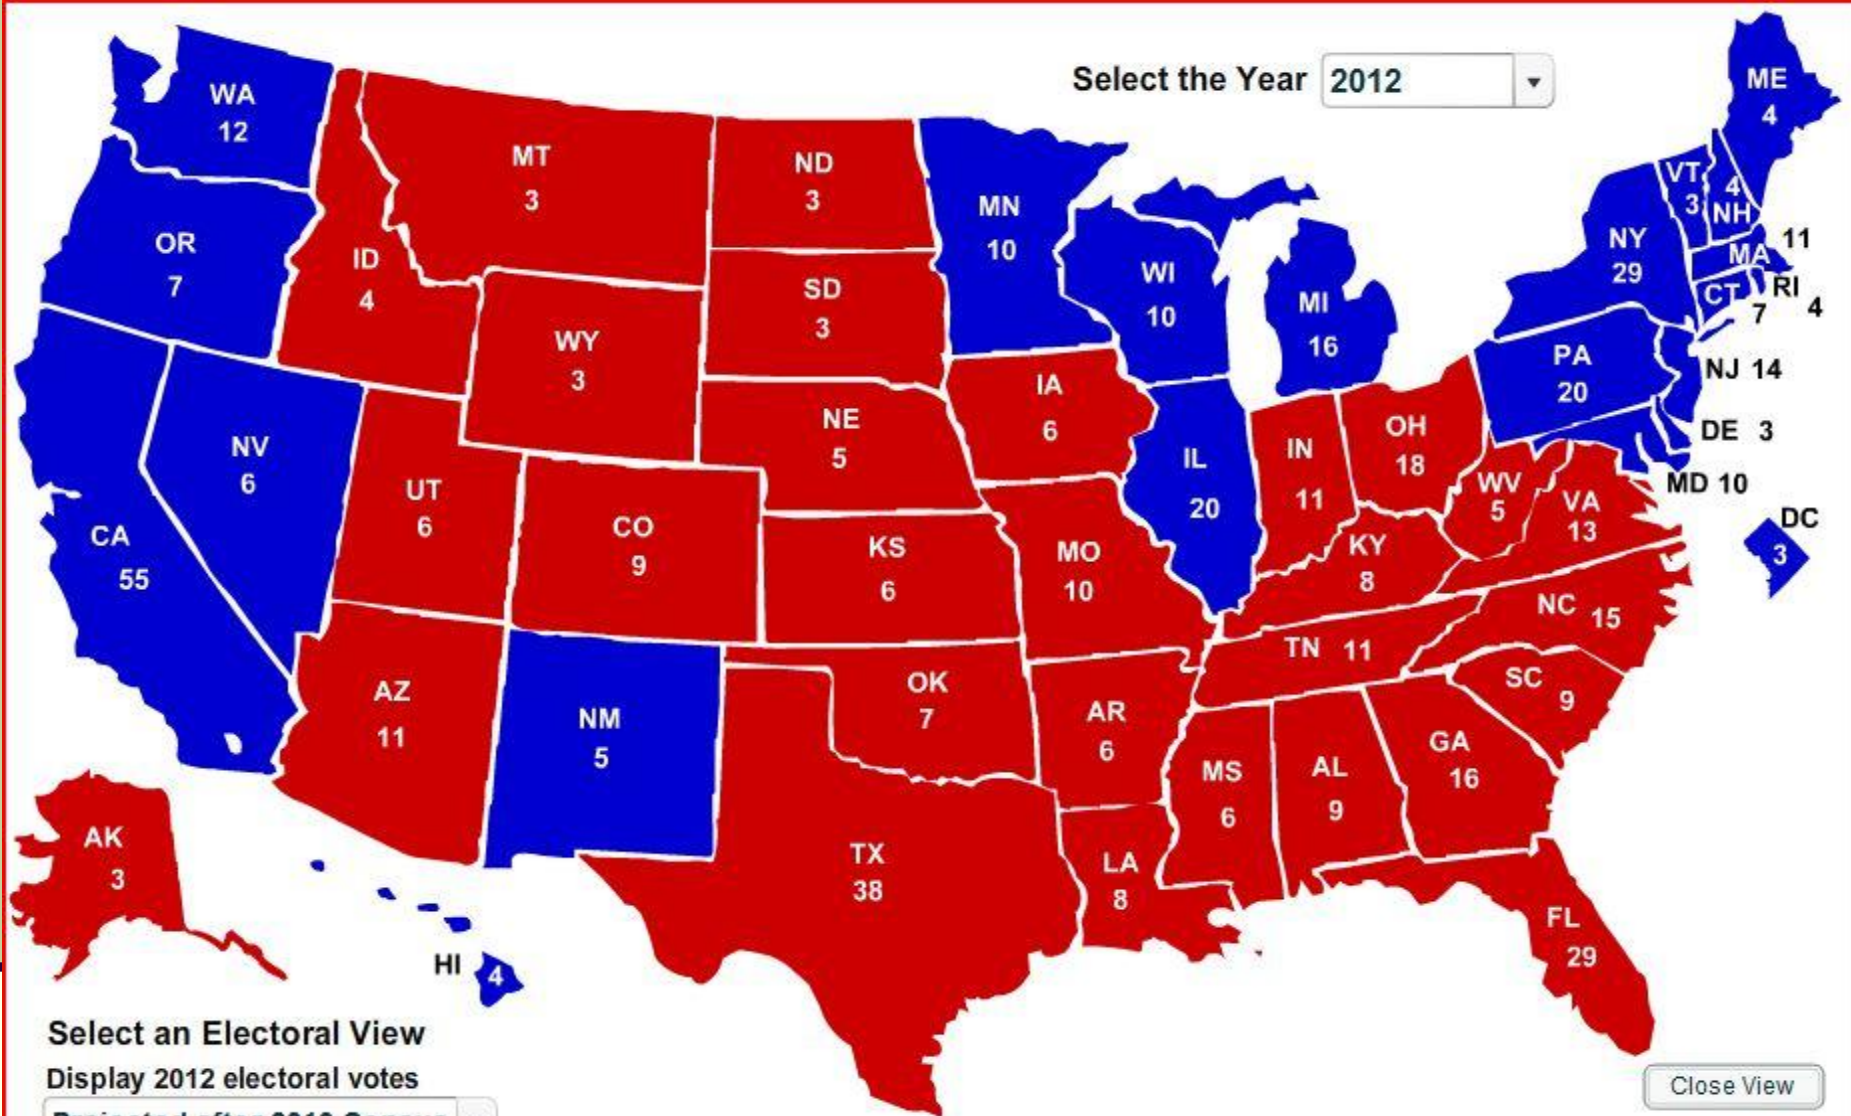 Select the Year 2012
WA
12
OR
7
CA
55
NV
6
ID
4
MT
3
WY
3
UT
6
CO
9
AZ
11
NM
5
ND
3
SD
3
NE
5
KS
6
OK
7
TX
38
MN
10
IA
6
MO
10
AR
6
LA
8
WI
10
IL
20
MI
16
IN
11
OH
18
KY
8
TN 11
MS
6
AL
9
GA
16
FL
29
SC 9
NC 15
VA
13
WV
5
PA
20
NY
29
VT
3
4
NH
ME
4
11
MA
RI
4
CT
7
NJ 14
DE 3
MD 10
DC
3
AK
3
HI 4
Select an Electoral View
Display 2012 electoral votes
Projected after 2010 Census
Close View